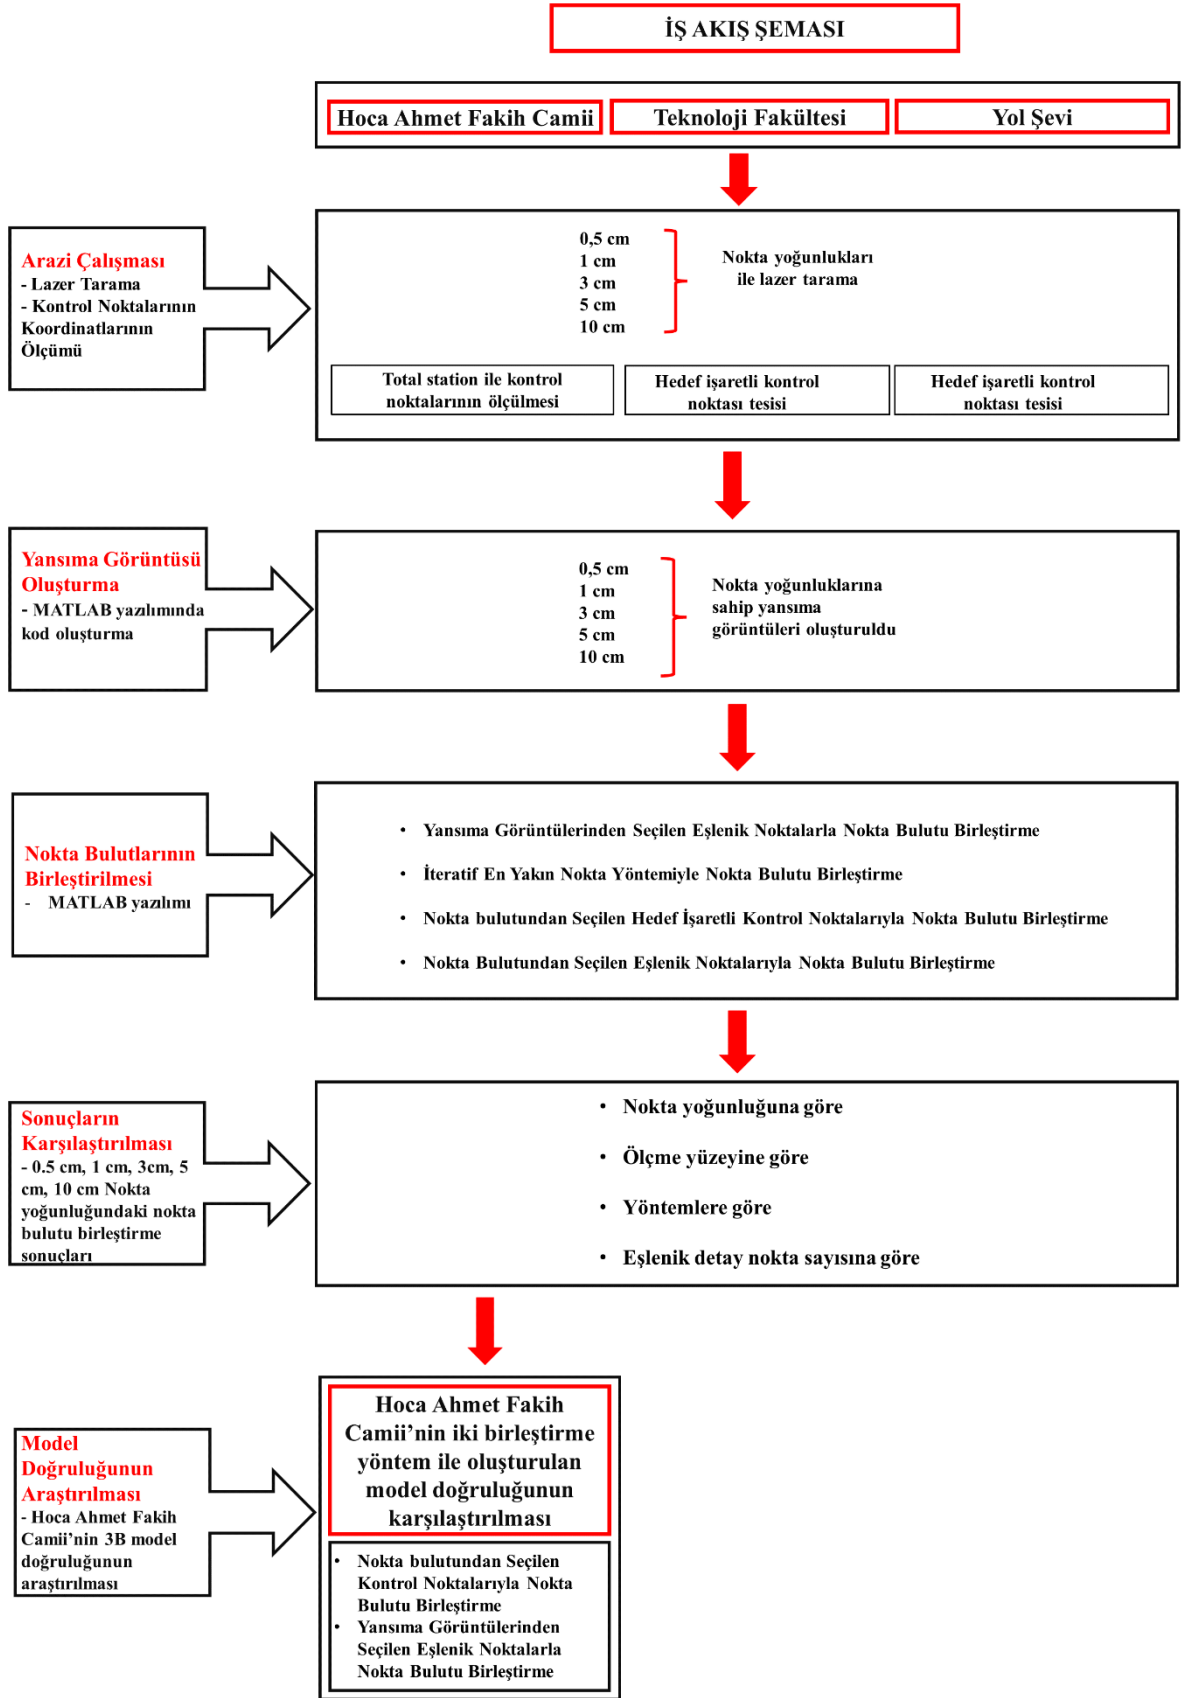 İŞ AKIŞ ŞEMASI
Hoca Ahmet Fakih Camii
Teknoloji Fakültesi
Yol Şevi
Arazi Çalışması
- Lazer Tarama
- Kontrol Noktalarının
Koordinatlarının
Ölçümü
0,5 cm
1 cm
3 cm
5 cm
10 cm
Nokta yoğunlukları
ile lazer tarama
Total station ile kontrol
noktalarının ölçülmesi
Hedef işaretli kontrol
noktası tesisi
Hedef işaretli kontrol
noktası tesisi
Yansıma Görüntüsü
Oluşturma
- MATLAB yazılımında
kod oluşturma
0,5 cm
1 cm
3 cm
5 cm
10 cm
Nokta yoğunluklarına
sahip yansıma
görüntüleri oluşturuldu
Nokta Bulutlarının
Birleştirilmesi
- MATLAB yazılımı
• Yansıma Görüntülerinden Seçilen Eşlenik Noktalarla Nokta Bulutu Birleştirme
• İteratif En Yakın Nokta Yöntemiyle Nokta Bulutu Birleştirme
• Nokta bulutundan Seçilen Hedef İşaretli Kontrol Noktalarıyla Nokta Bulutu Birleştirme
• Nokta Bulutundan Seçilen Eşlenik Noktalarıyla Nokta Bulutu Birleştirme
Sonuçların
Karşılaştırılması
- 0.5 cm, 1 cm, 3cm, 5
cm, 10 cm Nokta
yoğunluğundaki nokta
bulutu birleştirme
sonuçları
• Nokta yoğunluğuna göre
• Ölçme yüzeyine göre
• Yöntemlere göre
• Eşlenik detay nokta sayısına göre
Model
Doğruluğunun
Araştırılması
- Hoca Ahmet Fakih
Camii’nin 3B model
doğruluğunun
araştırılması
Hoca Ahmet Fakih
Camii’nin iki birleştirme
yöntem ile oluşturulan
model doğruluğunun
karşılaştırılması
• Nokta bulutundan Seçilen
Kontrol Noktalarıyla Nokta
Bulutu Birleştirme
• Yansıma Görüntülerinden
Seçilen Eşlenik Noktalarla
Nokta Bulutu Birleştirme